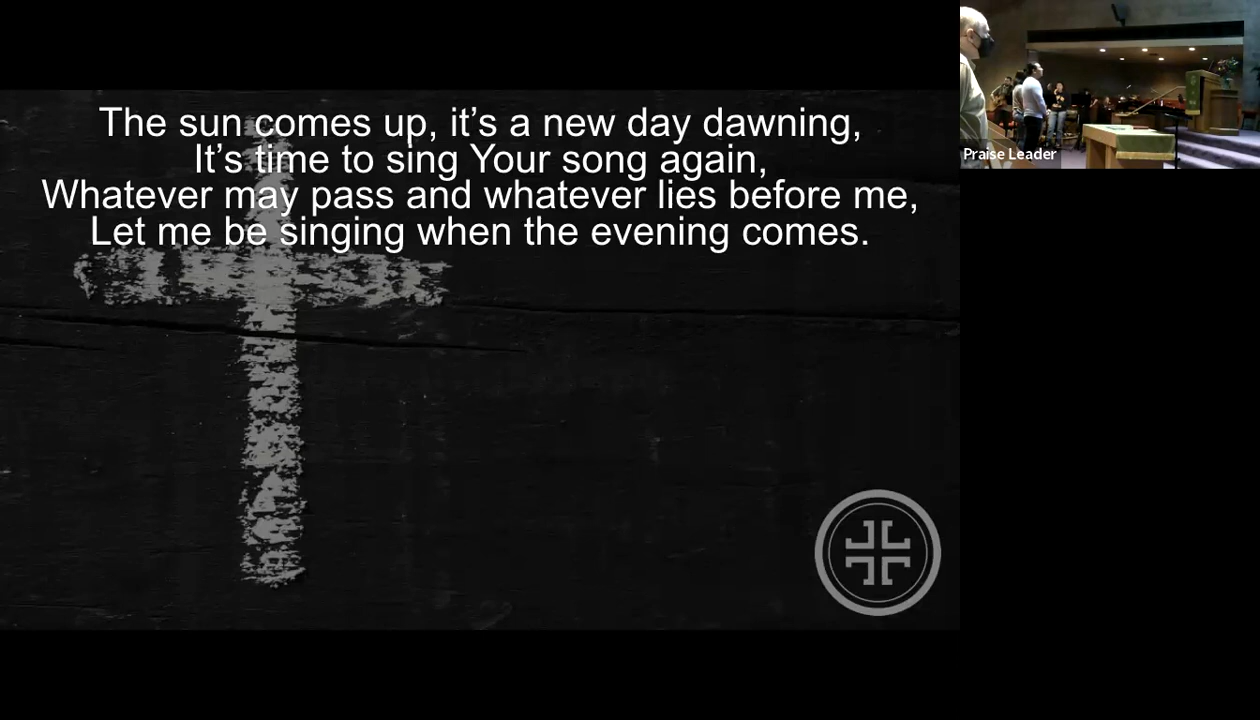 The sun comes up, it's a new day dawning,
It's time to sing Your song again,
Whatever may pass and whatever lies before me,
Let me be singing when the evening comes.
Praise Leader